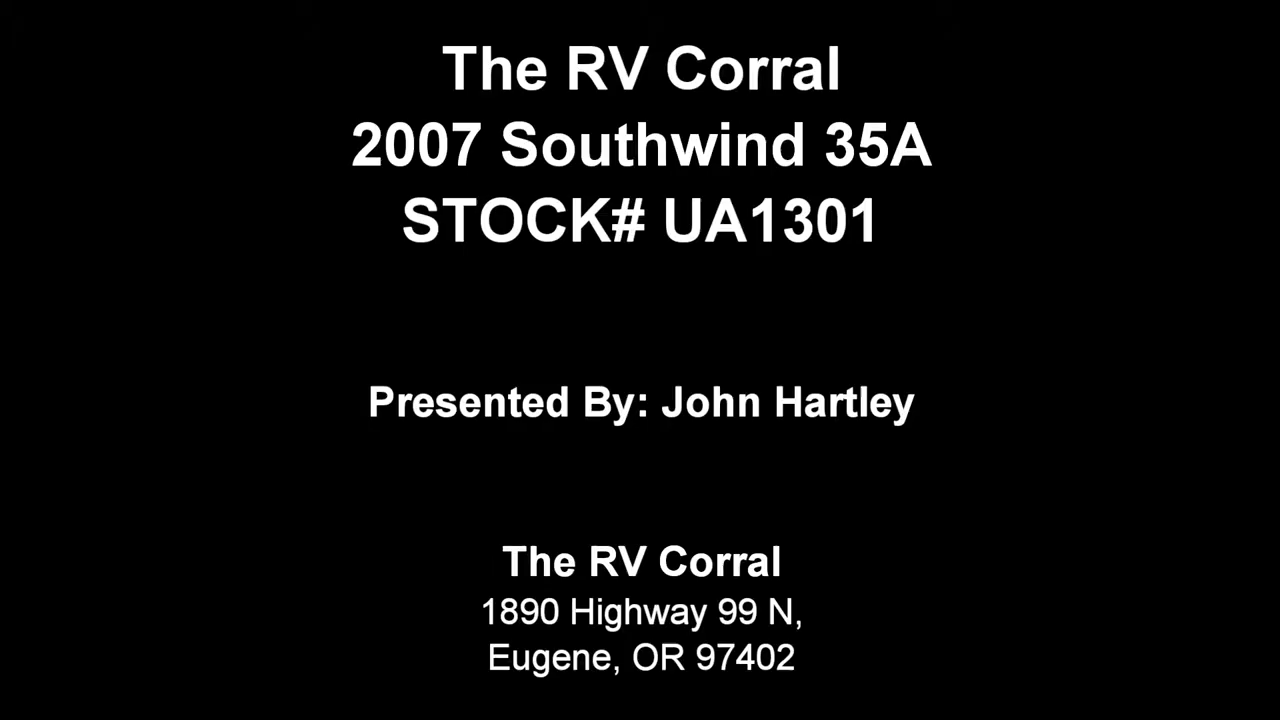 The RV Corral
2007 Southwind 35A
STOCK# UA1301
Presented By: John Hartley
The RV Corral
1890 Highway 99 N,
Eugene, OR 97402